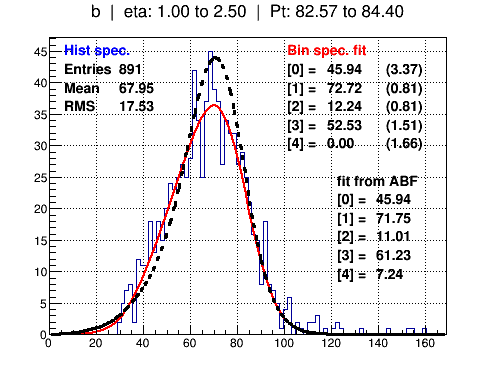 b | eta: 1.00 to 2.50 | Pt: 82.57 to 84.40
Hist spec.
Entries 891
Mean 67.95
RMS 17.53
Bin spec. fit
[0] = 45.94 (3.37)
[1] = 72.72 (0.81)
[2] = 12.24 (0.81)
[3] = 52.53 (1.51)
[4] = 0.00 (1.66)
fit from ABF
[0] = 45.94
[1] = 71.75
[2] = 11.01
[3] = 61.23
[4] = 7.24
45
40
35
30
25
20
15
10
5
0
0 20 40 60 80 100 120 140 160